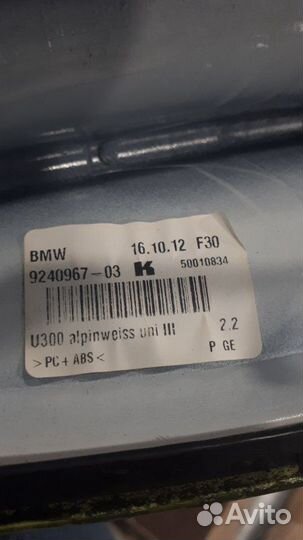 BMW 16.10.12 F30
9240967-03 K 50010834
U300 alpinweiss uni III 2.2
>PC+ABS< P GE
Avito